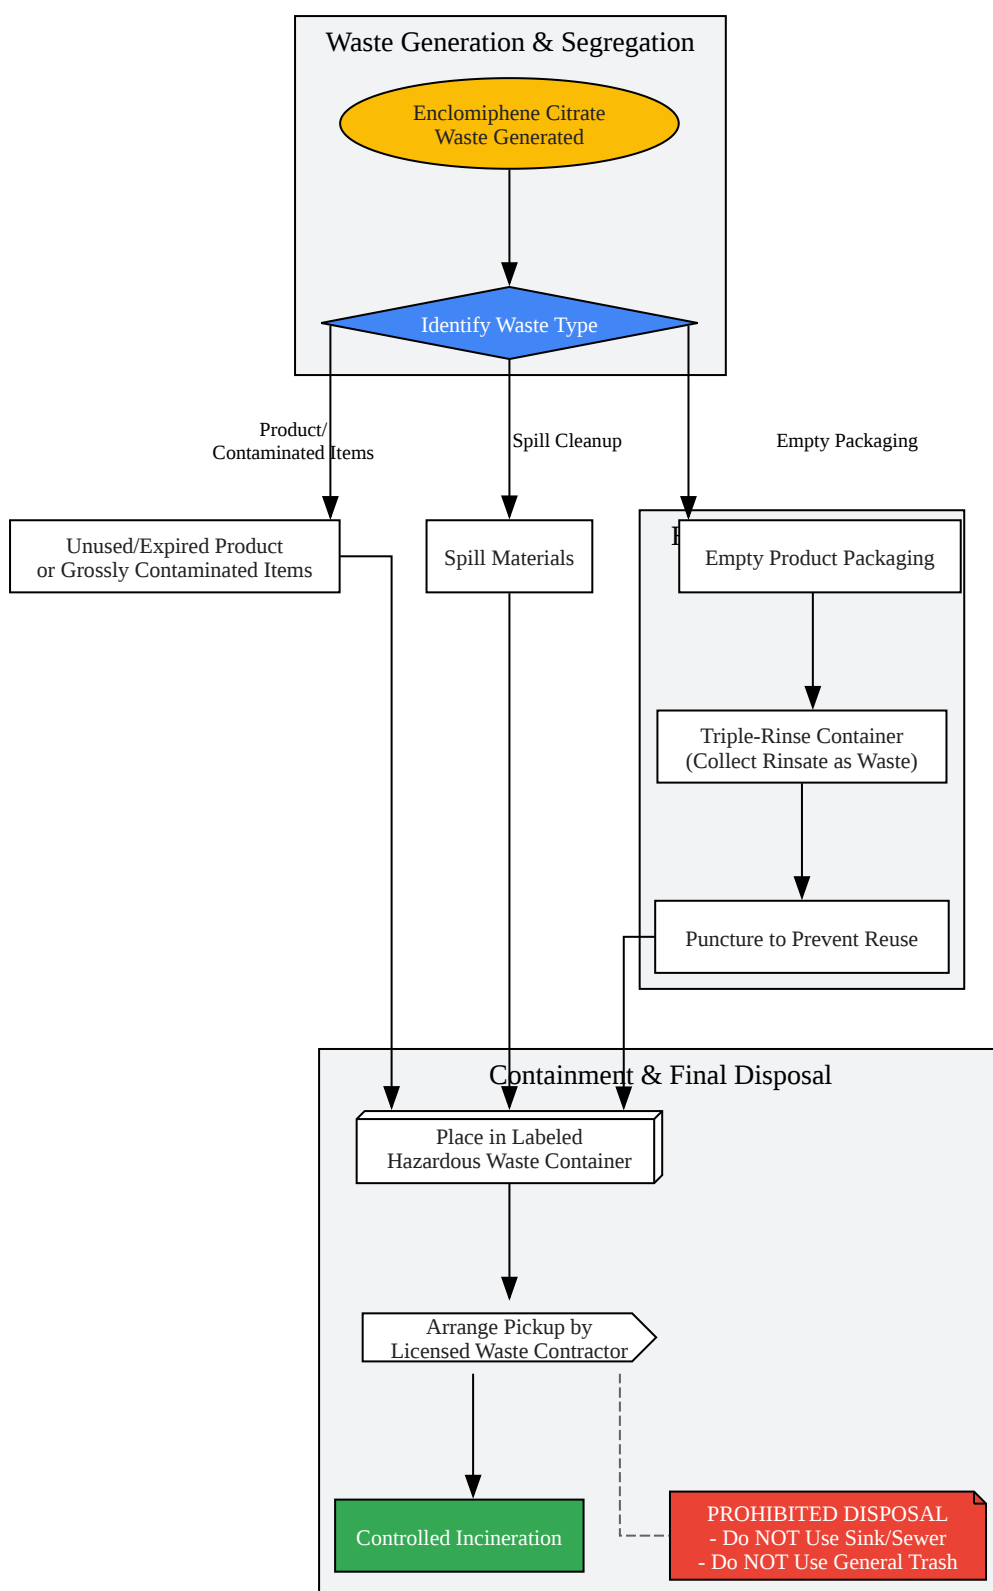 Waste Generation & Segregation
Enclomiphene Citrate
Waste Generated
Identify Waste Type
Product/
Contaminated Items
Spill Cleanup
Empty Packaging
Unused/Expired Product
or Grossly Contaminated Items
Spill Materials
Empty Product Packaging
Triple-Rinse Container
(Collect Rinsate as Waste)
Puncture to Prevent Reuse
Containment & Final Disposal
Place in Labeled
Hazardous Waste Container
Arrange Pickup by
Licensed Waste Contractor
Controlled Incineration
PROHIBITED DISPOSAL
- Do NOT Use Sink/Sewer
- Do NOT Use General Trash